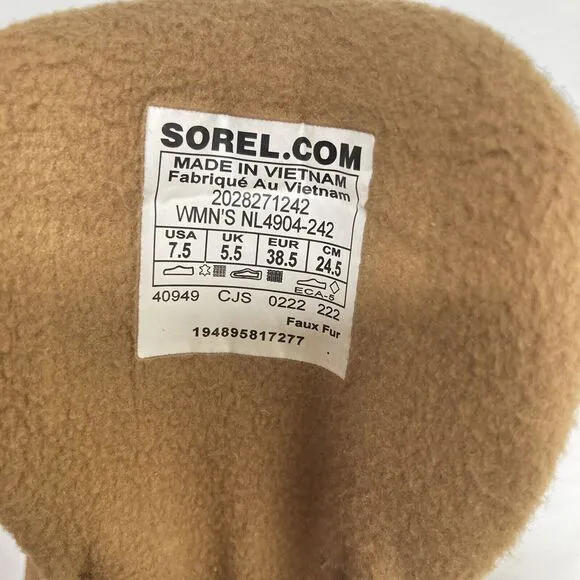 SOREL.COM
MADE IN VIETNAM
Fabriqué Au Vietnam
2028271242
WMN'S NL4904-242
USA UK EUR CM
7.5 5.5 38.5 24.5
ECA-5
40949 CJS 0222 222
Faux Fur
194895817277